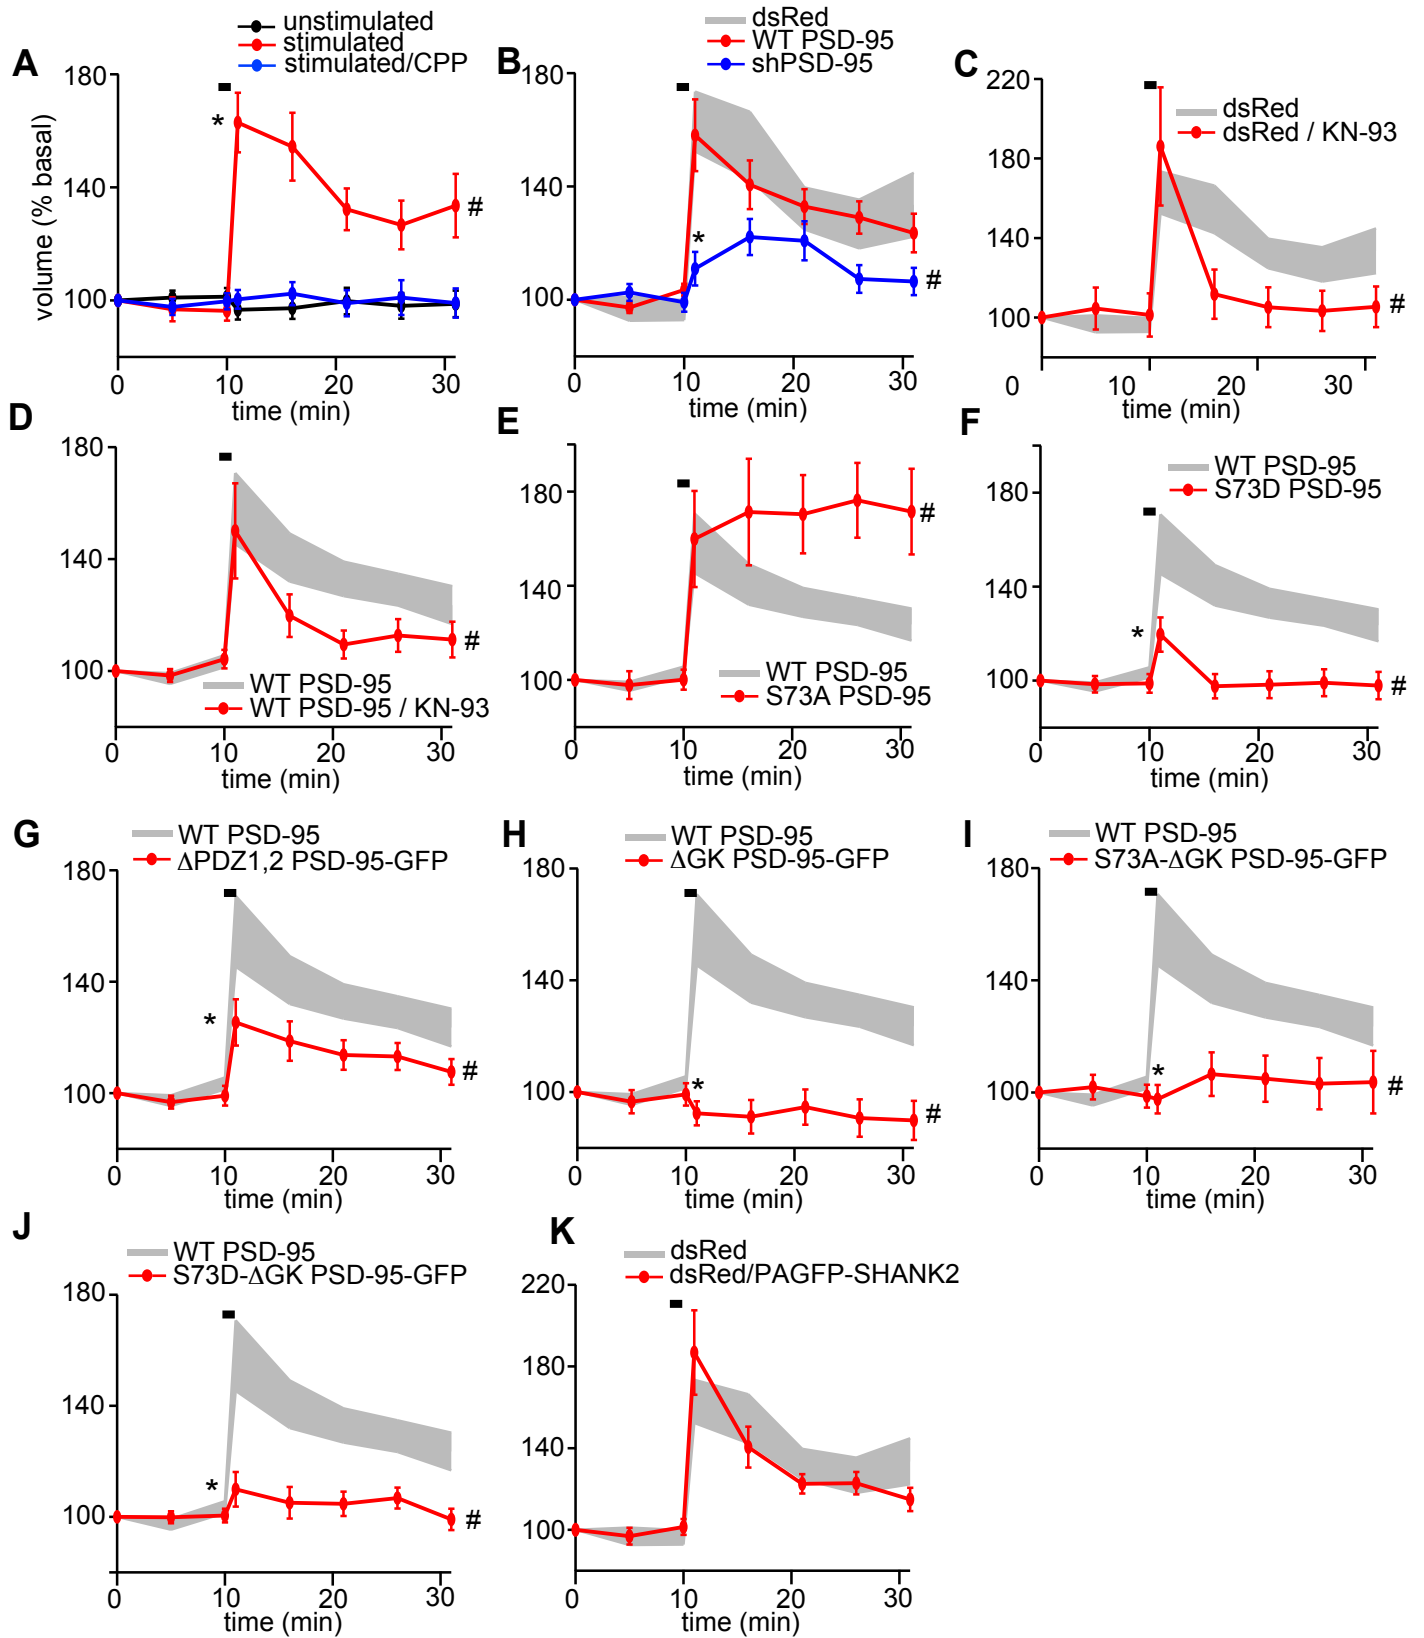 A
unstimulated
stimulated
stimulated/CPP
volume (% basal)
180
140
100
*
#
0 10 20 30
time (min)
B
dsRed
WT PSD-95
shPSD-95
180
140
100
*
#
0 10 20 30
time (min)
C
dsRed
dsRed / KN-93
220
180
140
100
#
0 10 20 30
time (min)
D
180
140
100
#
WT PSD-95
WT PSD-95 / KN-93
0 10 20 30
time (min)
E
180
140
100
#
WT PSD-95
S73A PSD-95
0 10 20 30
time (min)
F
WT PSD-95
S73D PSD-95
180
140
100
*
#
0 10 20 30
time (min)
G
WT PSD-95
ΔPDZ1,2 PSD-95-GFP
180
140
100
*
#
0 10 20 30
time (min)
H
WT PSD-95
ΔGK PSD-95-GFP
180
140
100
*
#
0 10 20 30
time (min)
I
WT PSD-95
S73A-ΔGK PSD-95-GFP
180
140
100
*
#
0 10 20 30
time (min)
J
WT PSD-95
S73D-ΔGK PSD-95-GFP
180
140
100
*
#
0 10 20 30
time (min)
K
dsRed
dsRed/PAGFP-SHANK2
220
180
140
100
0 10 20 30
time (min)